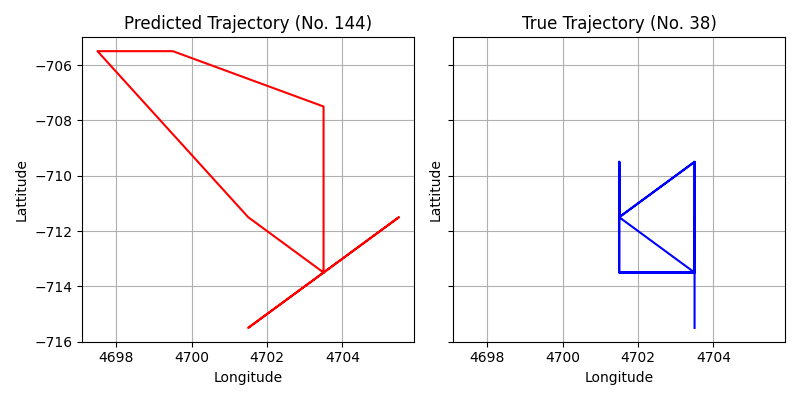 Predicted Trajectory (No. 144)
True Trajectory (No. 38)
Lattitude
−706
−708
−710
−712
−714
−716
4698 4700 4702 4704
Longitude
Lattitude
4698 4700 4702 4704
Longitude